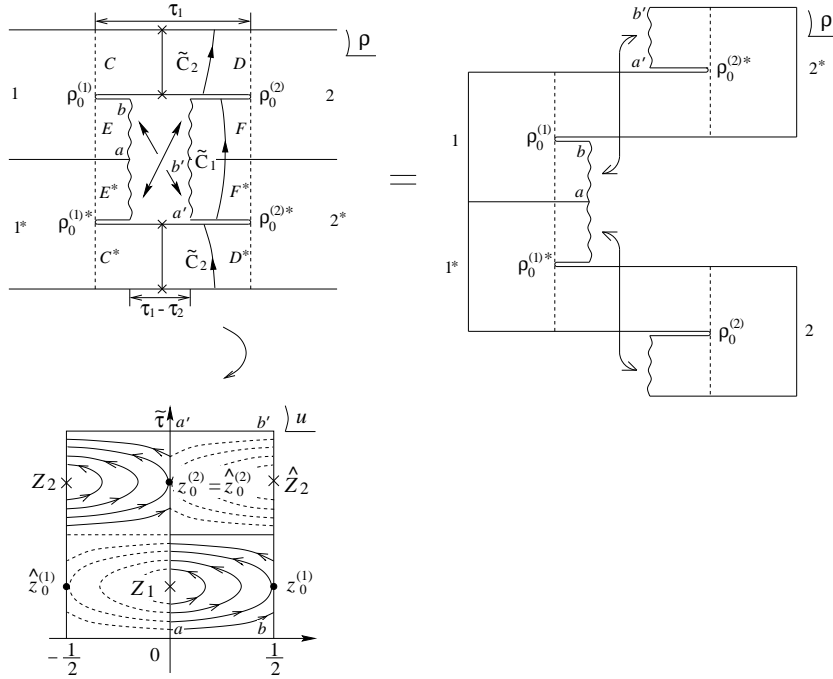 τ₁
ρ
C
C̃₂
D
1
ρ₀⁽¹⁾
ρ₀⁽²⁾
2
b
E
F
a
b′
C̃₁
E*
F*
1*
ρ₀⁽¹⁾*
a′
ρ₀⁽²⁾*
2*
C*
C̃₂
D*
τ₁ - τ₂
=
b′
ρ
a′
ρ₀⁽²⁾*
2*
1
ρ₀⁽¹⁾
b
a
1*
ρ₀⁽¹⁾*
ρ₀⁽²⁾
2
τ̃
a′
b′
u
Z₂
z₀⁽²⁾ = ẑ₀⁽²⁾
Ẑ₂
ẑ₀⁽¹⁾
Z₁
z₀⁽¹⁾
a
b
-1/2
0
1/2